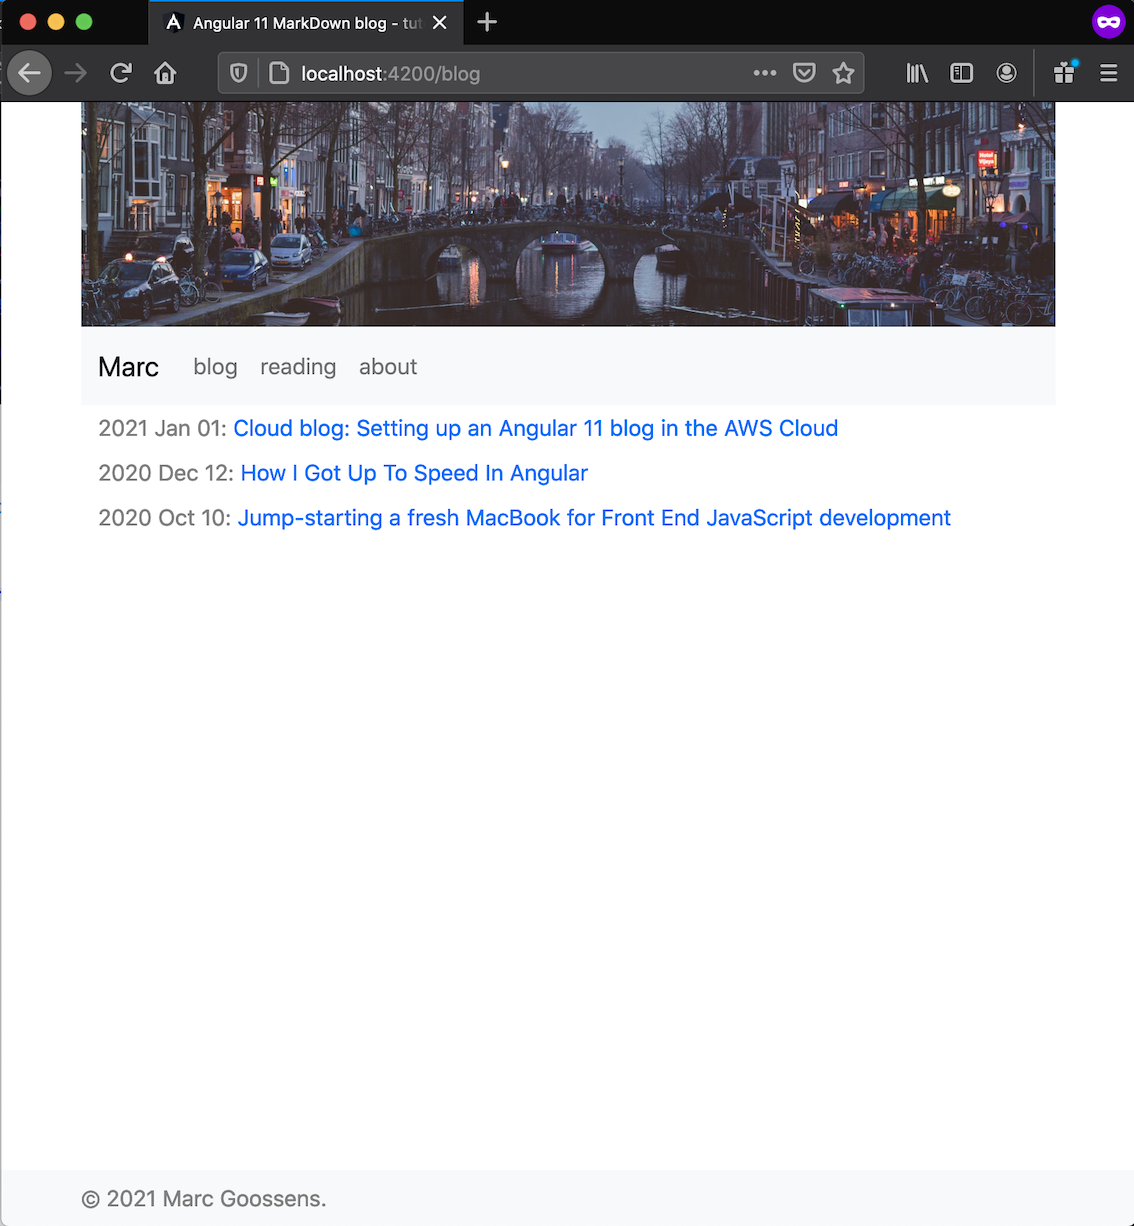 Angular 11 MarkDown blog - tut
localhost:4200/blog
Marc blog reading about
2021 Jan 01: Cloud blog: Setting up an Angular 11 blog in the AWS Cloud
2020 Dec 12: How I Got Up To Speed In Angular
2020 Oct 10: Jump-starting a fresh MacBook for Front End JavaScript development
© 2021 Marc Goossens.